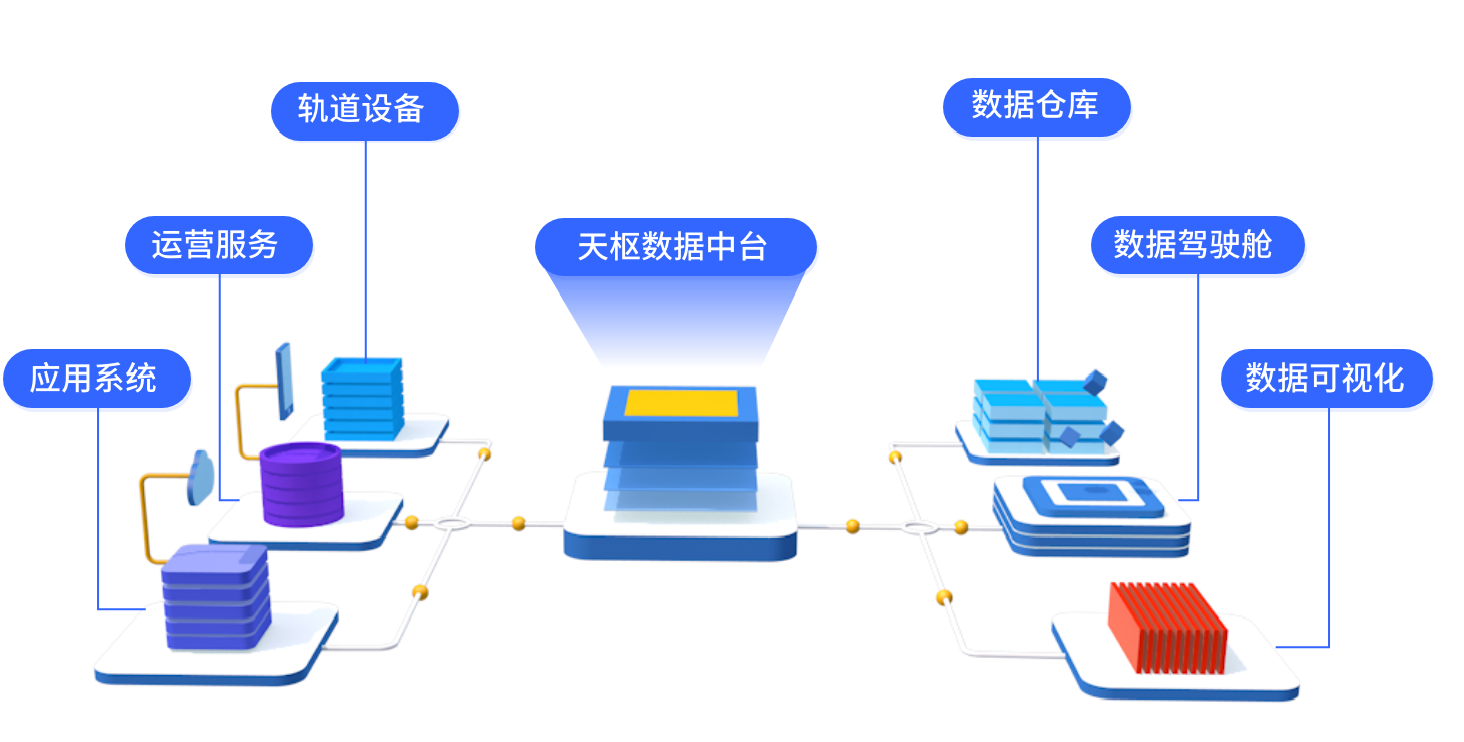 轨道设备
数据仓库
运营服务
天枢数据中台
数据驾驶舱
应用系统
数据可视化